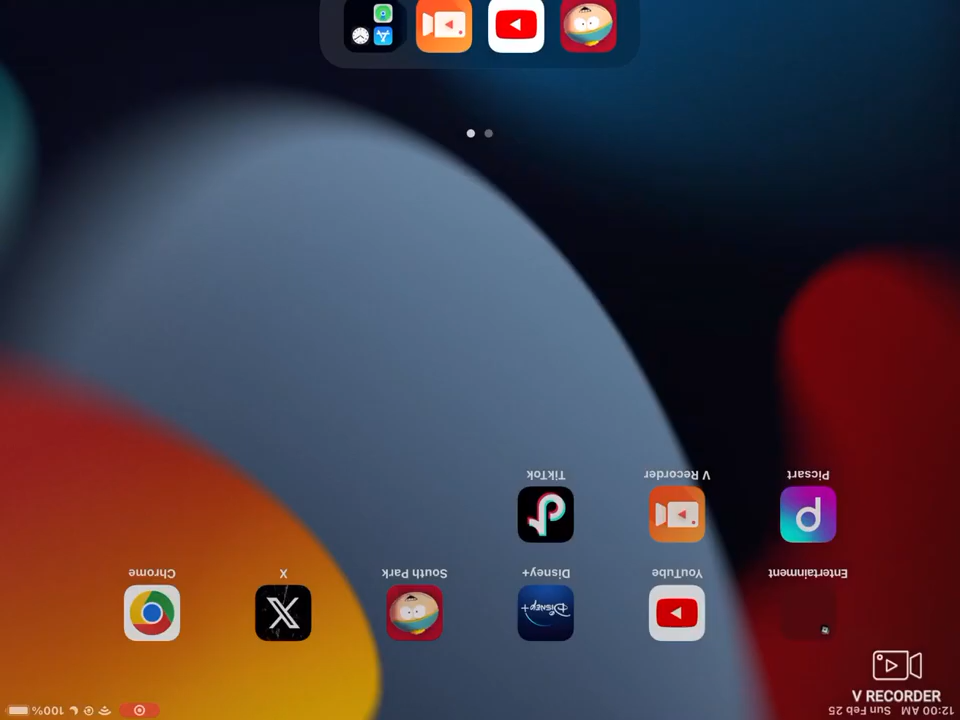 12:00 AM Sun Feb 25
100%
Entertainment
YouTube
Disney+
South Park
X
Chrome
Picsart
V Recorder
TikTok
V RECORDER